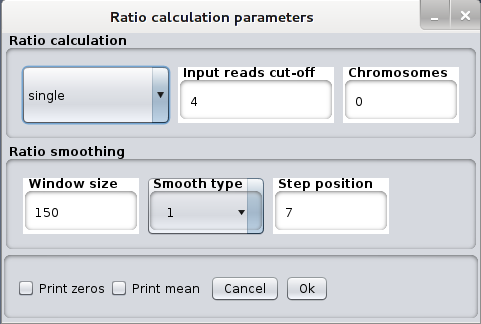 Ratio calculation parameters
Ratio calculation
Input reads cut-off Chromosomes
single 4 0
Ratio smoothing
Window size Smooth type Step position
150 1 7
Print zeros Print mean Cancel Ok